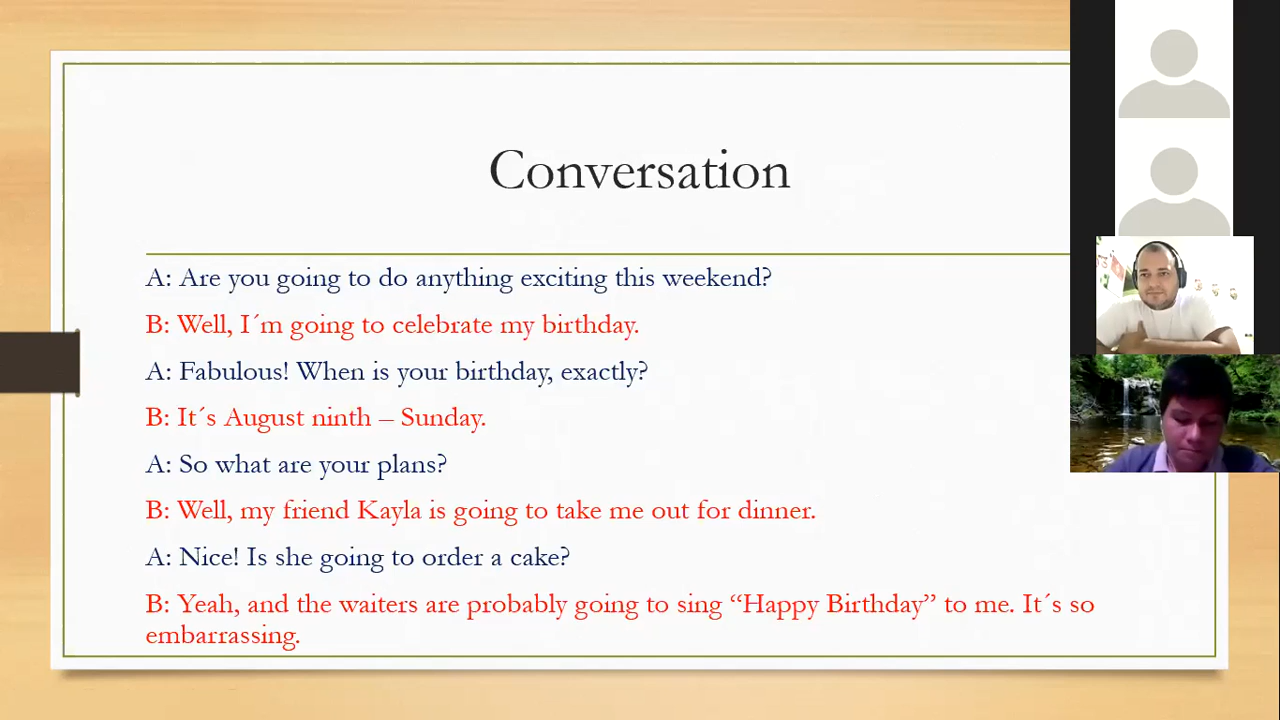 Conversation
A: Are you going to do anything exciting this weekend?
B: Well, I´m going to celebrate my birthday.
A: Fabulous! When is your birthday, exactly?
B: It´s August ninth – Sunday.
A: So what are your plans?
B: Well, my friend Kayla is going to take me out for dinner.
A: Nice! Is she going to order a cake?
B: Yeah, and the waiters are probably going to sing “Happy Birthday” to me. It´s so
embarrassing.